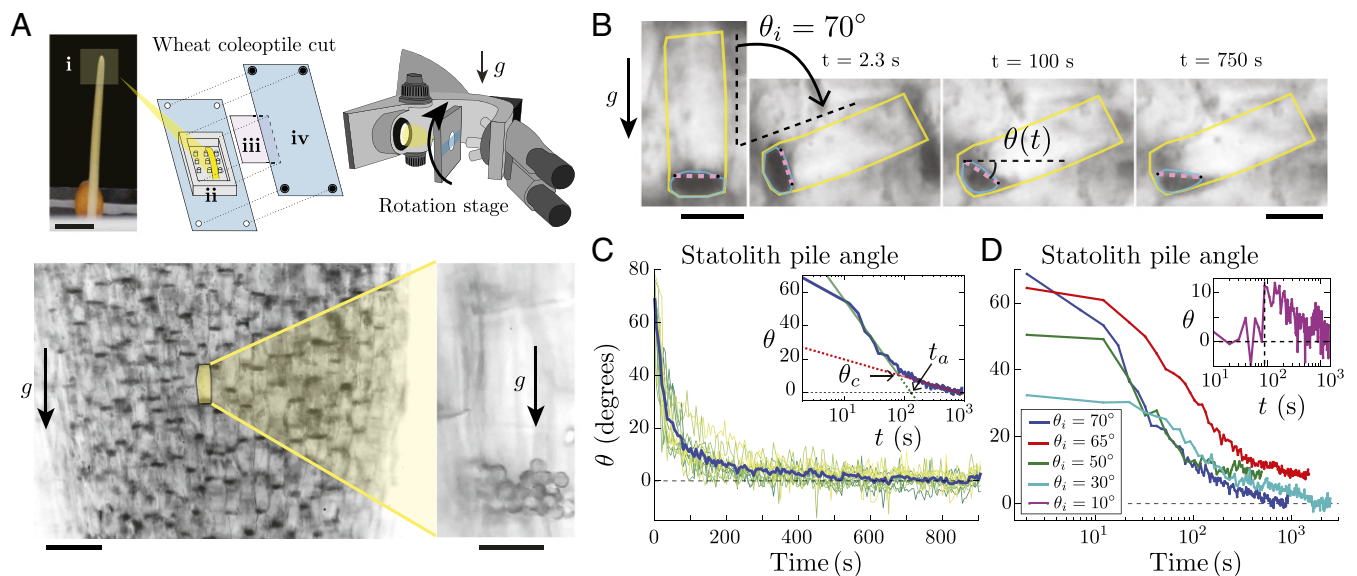 A
i
Wheat coleoptile cut
g
ii
iii
iv
Rotation stage
g
g
B
g
θi = 70°
t = 2.3 s
t = 100 s
t = 750 s
θ(t)
C
Statolith pile angle
θ (degrees)
80
60
40
20
0
0
200
400
600
800
Time (s)
θ
60
40
20
0
10¹
10²
10³
t (s)
θc
ta
D
Statolith pile angle
60
40
20
0
10¹
10²
10³
Time (s)
θi = 70°
θi = 65°
θi = 50°
θi = 30°
θi = 10°
θ
10
0
10¹
10²
10³
t (s)